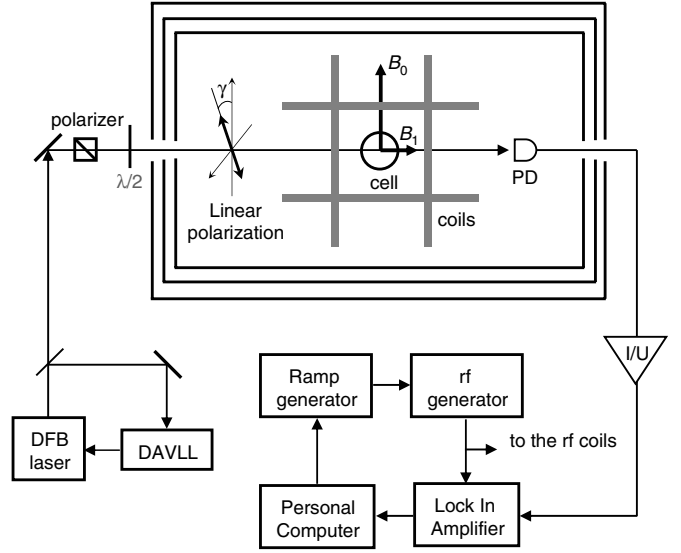 γ
B0
polarizer
B1
λ/2
cell
PD
Linear
polarization
coils
I/U
Ramp
generator
rf
generator
DFB
laser
DAVLL
to the rf coils
Personal
Computer
Lock In
Amplifier